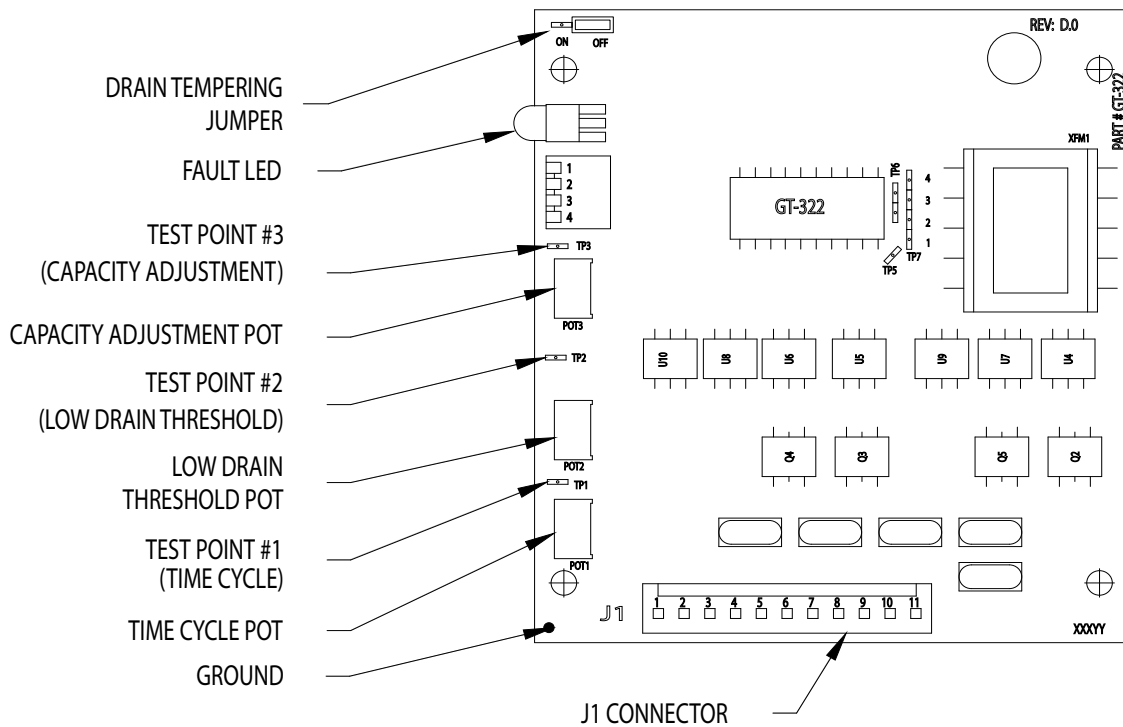 REV: D.0
ON OFF
PART # GT-322
DRAIN TEMPERING
JUMPER
FAULT LED
XFM1
1
2
3
4
TP6
4
3
2
1
GT-322
TP7
TP5
TEST POINT #3
(CAPACITY ADJUSTMENT)
TP3
CAPACITY ADJUSTMENT POT
POT3
TEST POINT #2
(LOW DRAIN THRESHOLD)
TP2
U10 U8 U6 U5 U9 U7 U4
LOW DRAIN
THRESHOLD POT
POT2
Q4 Q3 Q5 Q2
TP1
TEST POINT #1
(TIME CYCLE)
POT1
TIME CYCLE POT
J1
1 2 3 4 5 6 7 8 9 10 11
XXXYY
GROUND
J1 CONNECTOR